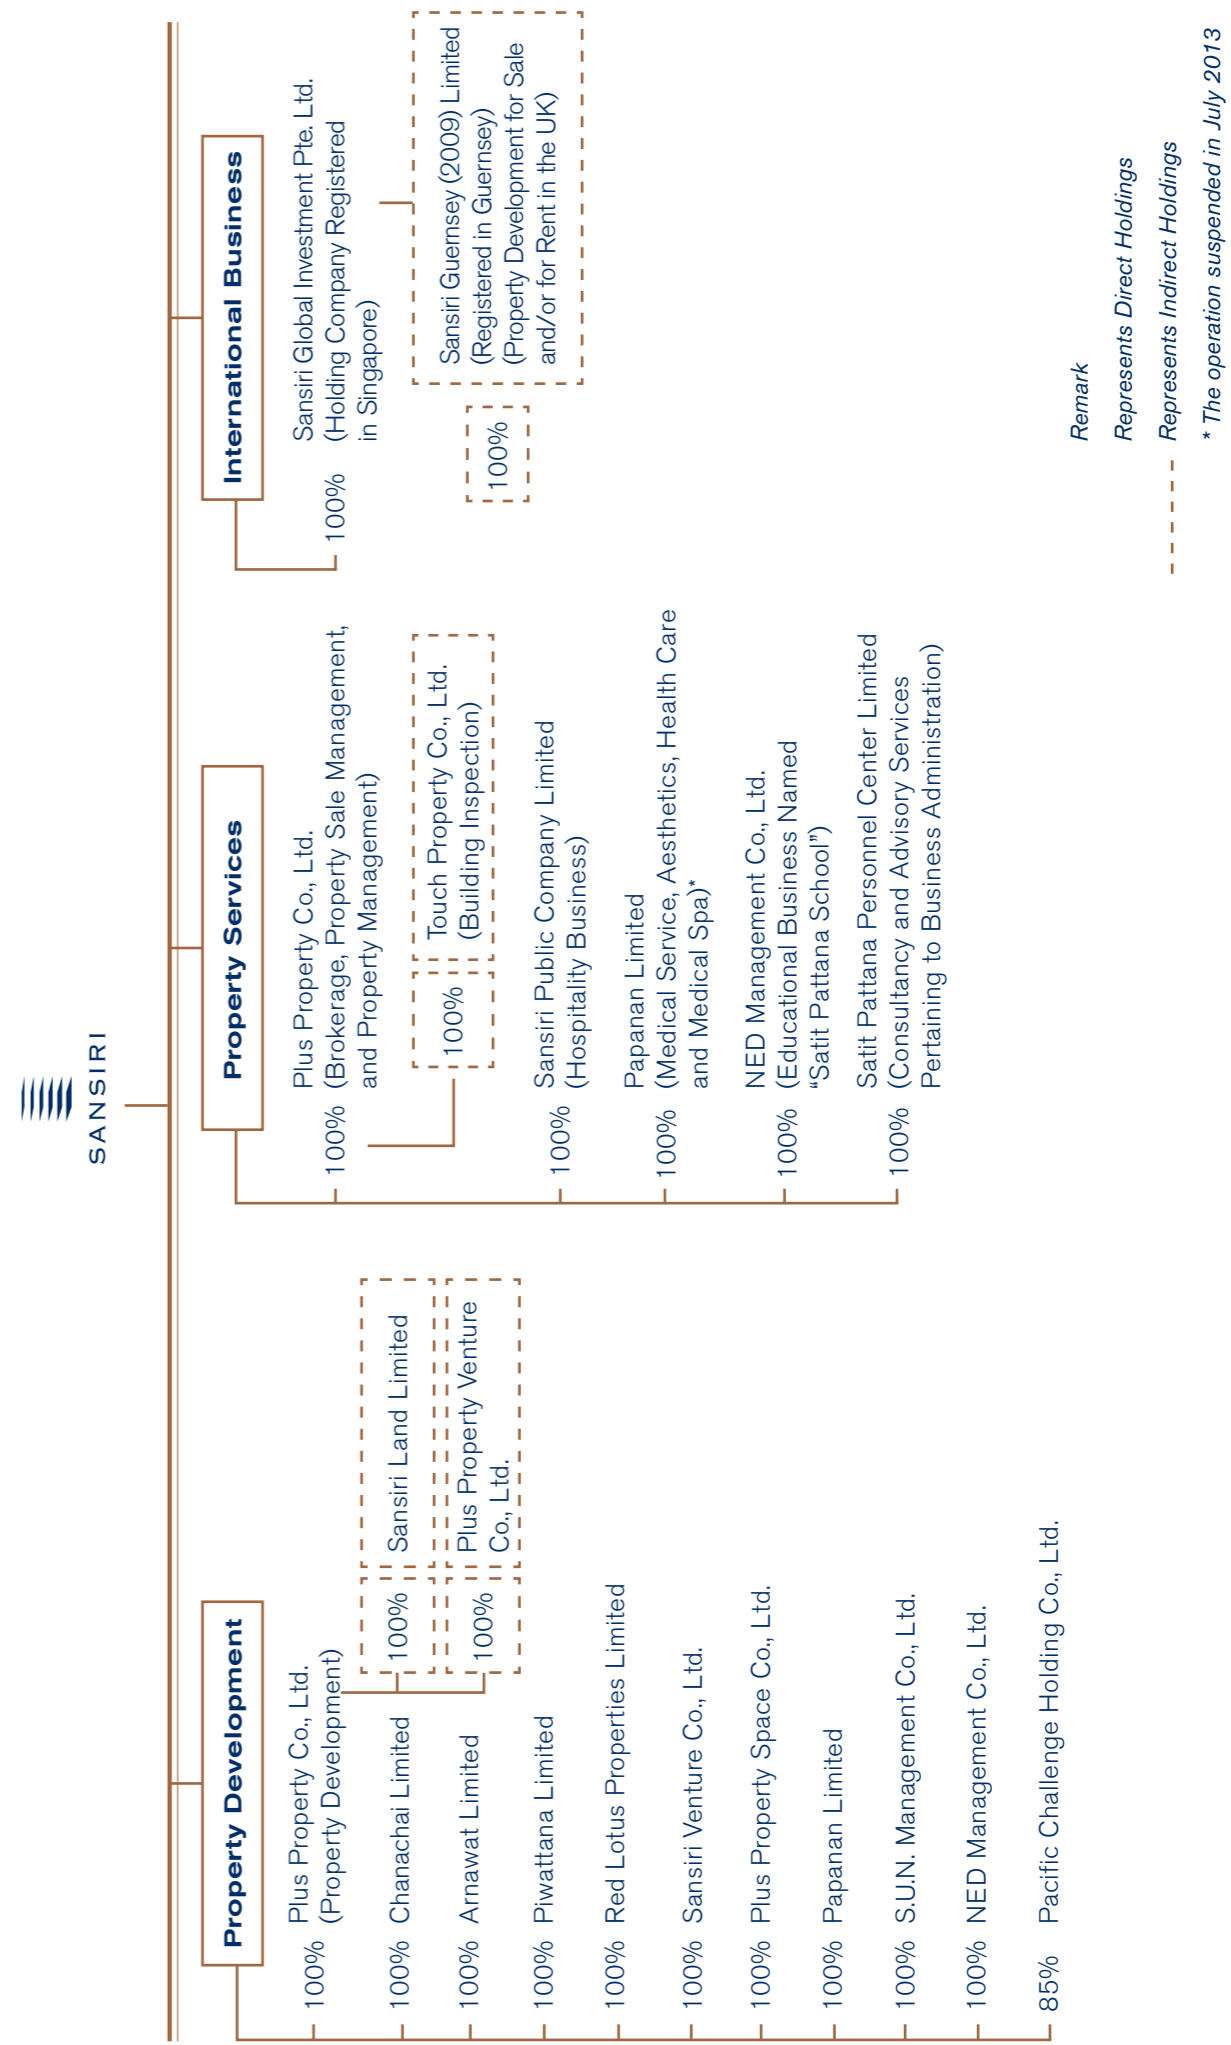 SANSIRI
Property Development
100% Plus Property Co., Ltd.
(Property Development)
100% Sansiri Land Limited
100% Plus Property Venture
Co., Ltd.
100% Chanachai Limited
100% Arnawat Limited
100% Piwattana Limited
100% Red Lotus Properties Limited
100% Sansiri Venture Co., Ltd.
100% Plus Property Space Co., Ltd.
100% Papanan Limited
100% S.U.N. Management Co., Ltd.
100% NED Management Co., Ltd.
85% Pacific Challenge Holding Co., Ltd.
Property Services
Plus Property Co., Ltd.
100% (Brokerage, Property Sale Management,
and Property Management)
Touch Property Co., Ltd.
100% (Building Inspection)
Sansiri Public Company Limited
100% (Hospitality Business)
Papanan Limited
100% (Medical Service, Aesthetics, Health Care
and Medical Spa)*
NED Management Co., Ltd.
100% (Educational Business Named
“Satit Pattana School”)
Satit Pattana Personnel Center Limited
100% (Consultancy and Advisory Services
Pertaining to Business Administration)
International Business
Sansiri Global Investment Pte. Ltd.
100% (Holding Company Registered
in Singapore)
Sansiri Guernsey (2009) Limited
(Registered in Guernsey)
100% (Property Development for Sale
and/or for Rent in the UK)
Remark
Represents Direct Holdings
Represents Indirect Holdings
* The operation suspended in July 2013